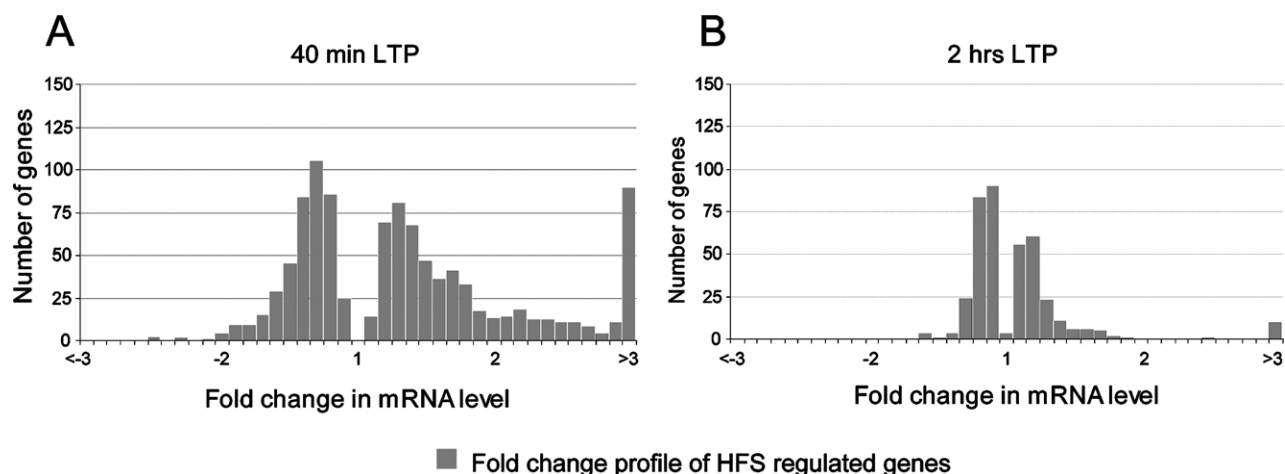 A
40 min LTP
Number of genes
150
125
100
75
50
25
0
<-3
-2
1
2
>3
Fold change in mRNA level
B
2 hrs LTP
Number of genes
150
125
100
75
50
25
0
<-3
-2
1
2
>3
Fold change in mRNA level
Fold change profile of HFS regulated genes